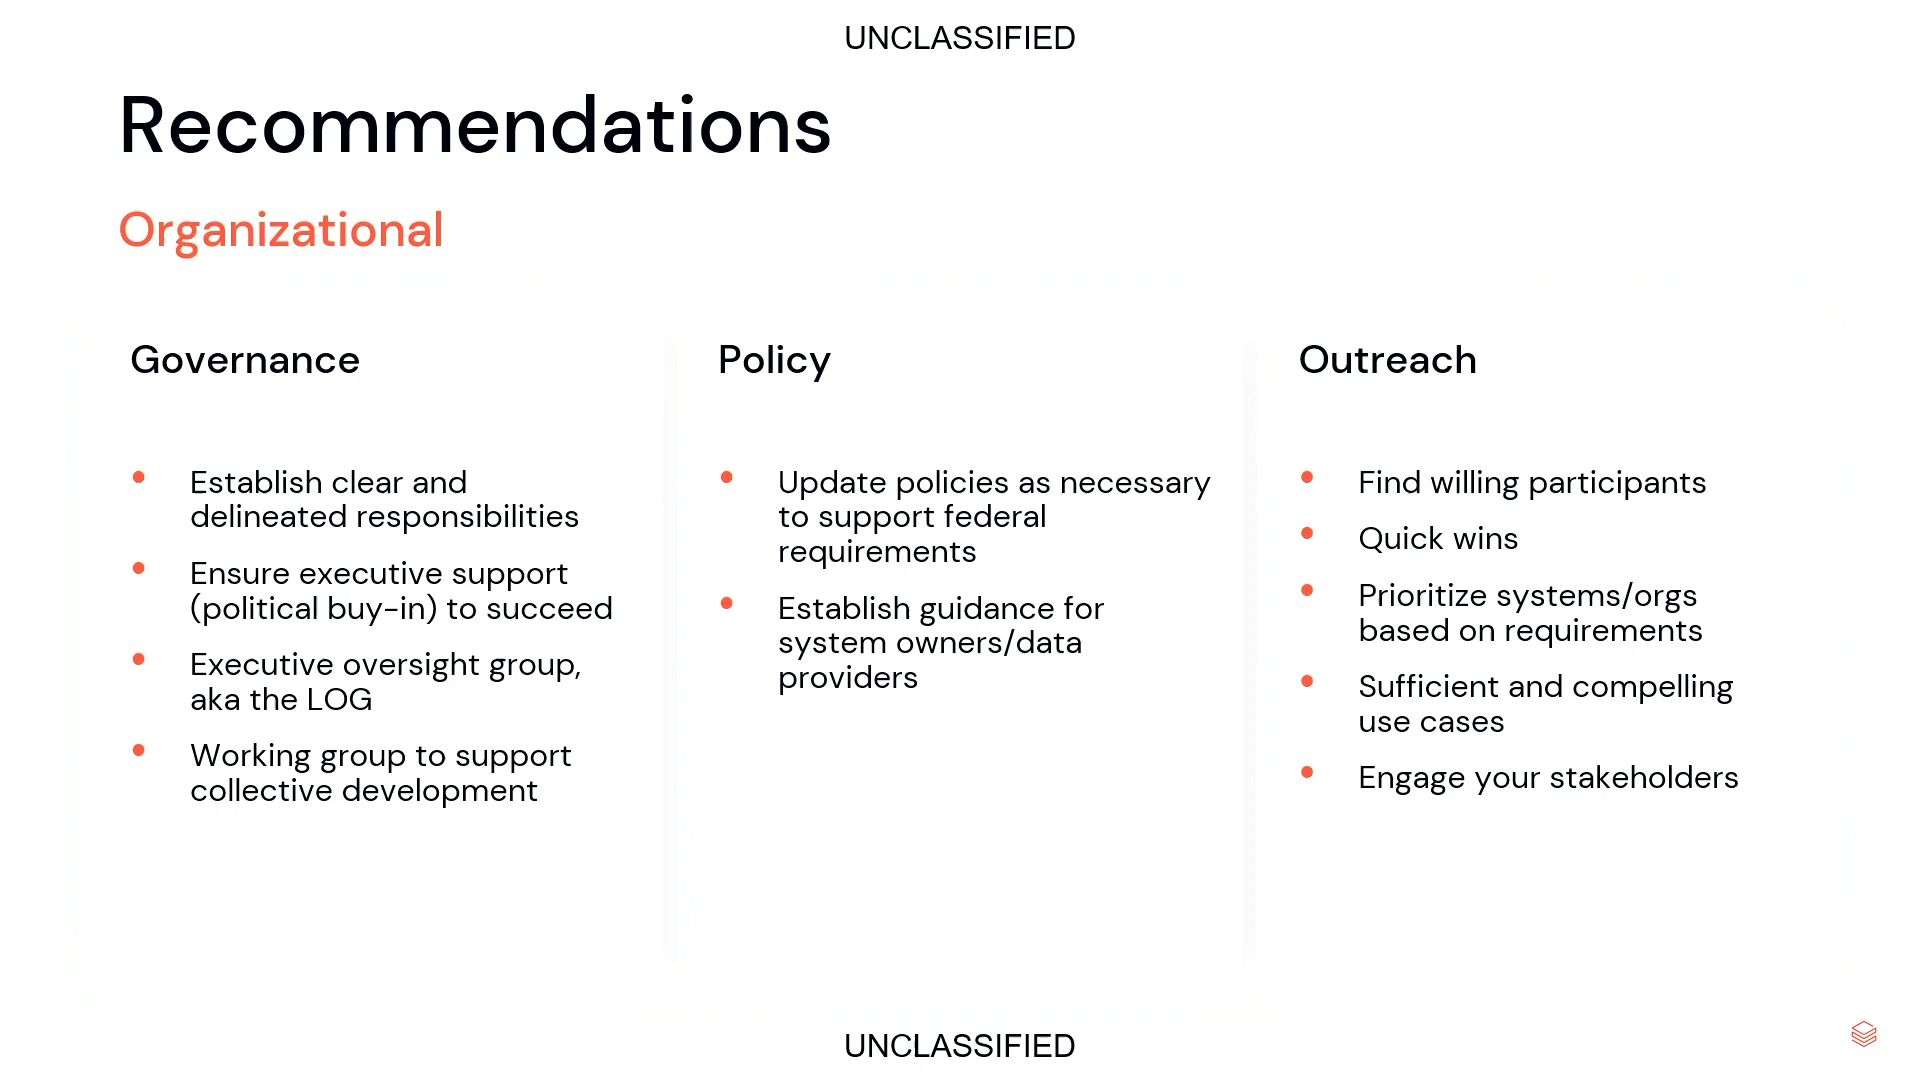 UNCLASSIFIED
Recommendations
Organizational
Governance
• Establish clear and
delineated responsibilities
• Ensure executive support
(political buy-in) to succeed
• Executive oversight group,
aka the LOG
• Working group to support
collective development
Policy
• Update policies as necessary
to support federal
requirements
• Establish guidance for
system owners/data
providers
Outreach
• Find willing participants
• Quick wins
• Prioritize systems/orgs
based on requirements
• Sufficient and compelling
use cases
• Engage your stakeholders
UNCLASSIFIED